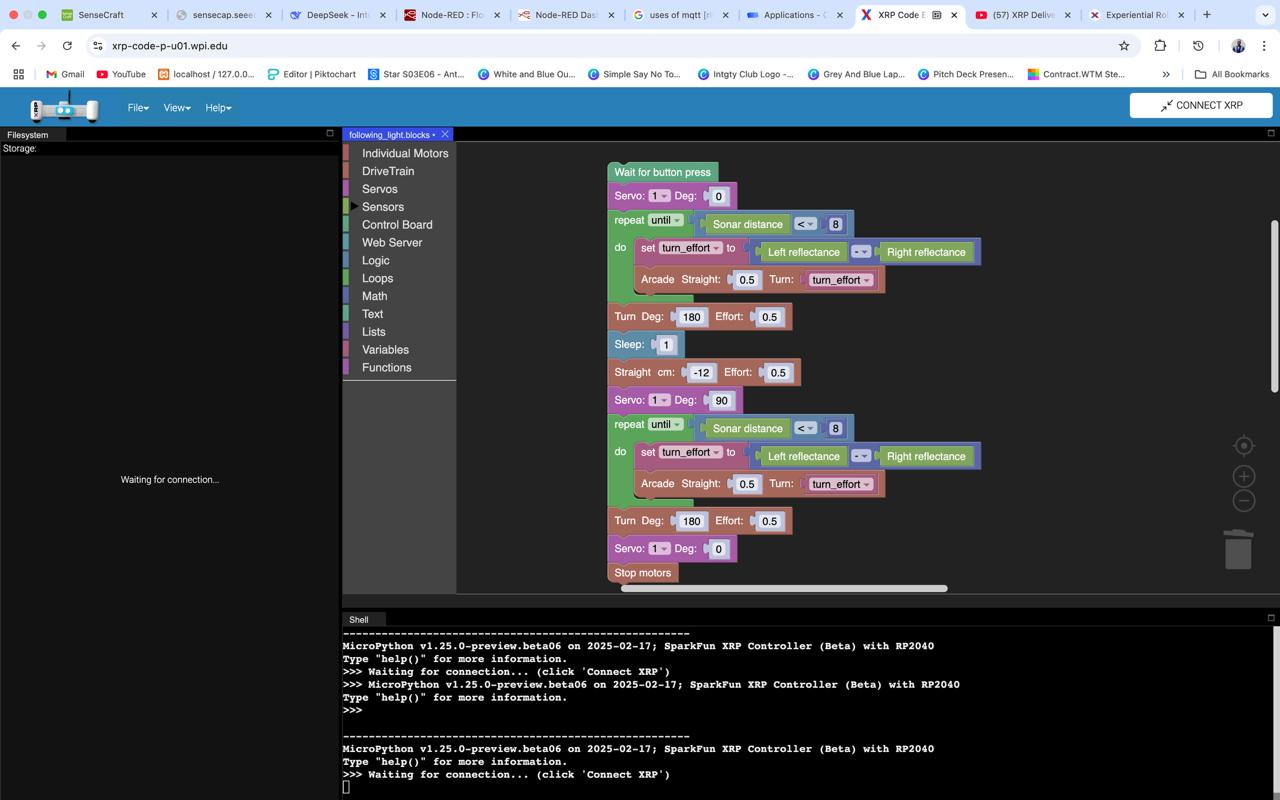 SenseCraft
sensecapseeed
DeepSeek - Int
Node-RED : Fl
Node-RED Das
uses of mqtt |
Applications - C
XRP Code E
(57) XRP Delive
Experiential Ro
xrp-code-p-u01.wpi.edu
Gmail
YouTube
localhost / 127.0.0...
Editor | Piktochart
Star S03E06 - Ant...
White and Blue Ou...
Simple Say No To...
Intgty Club Logo -...
Grey And Blue Lap...
Pitch Deck Presen...
Contract.WTM Ste...
»
All Bookmarks
XRP
File
View
Help
CONNECT XRP
Filesystem
Storage:
Waiting for connection...
following_light.blocks •
Individual Motors
DriveTrain
Servos
Sensors
Control Board
Web Server
Logic
Loops
Math
Text
Lists
Variables
Functions
Wait for button press
Servo: 1 Deg: 0
repeat until Sonar distance < 8
do set turn_effort to Left reflectance - Right reflectance
Arcade Straight: 0.5 Turn: turn_effort
Turn Deg: 180 Effort: 0.5
Sleep: 1
Straight cm: -12 Effort: 0.5
Servo: 1 Deg: 90
repeat until Sonar distance < 8
do set turn_effort to Left reflectance - Right reflectance
Arcade Straight: 0.5 Turn: turn_effort
Turn Deg: 180 Effort: 0.5
Servo: 1 Deg: 0
Stop motors
Shell
------------------------------------------------------
MicroPython v1.25.0-preview.beta06 on 2025-02-17; SparkFun XRP Controller (Beta) with RP2040
Type "help()" for more information.
>>> Waiting for connection... (click 'Connect XRP')
>>> MicroPython v1.25.0-preview.beta06 on 2025-02-17; SparkFun XRP Controller (Beta) with RP2040
Type "help()" for more information.
>>>
------------------------------------------------------
MicroPython v1.25.0-preview.beta06 on 2025-02-17; SparkFun XRP Controller (Beta) with RP2040
Type "help()" for more information.
>>> Waiting for connection... (click 'Connect XRP')